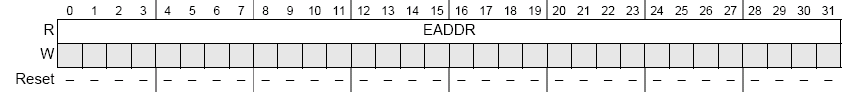 0 1 2 3 4 5 6 7 8 9 10 11 12 13 14 15 16 17 18 19 20 21 22 23 24 25 26 27 28 29 30 31
R EADDR
W
Reset – – – – – – – – – – – – – – – – – – – – – – – – – – – – – – – –